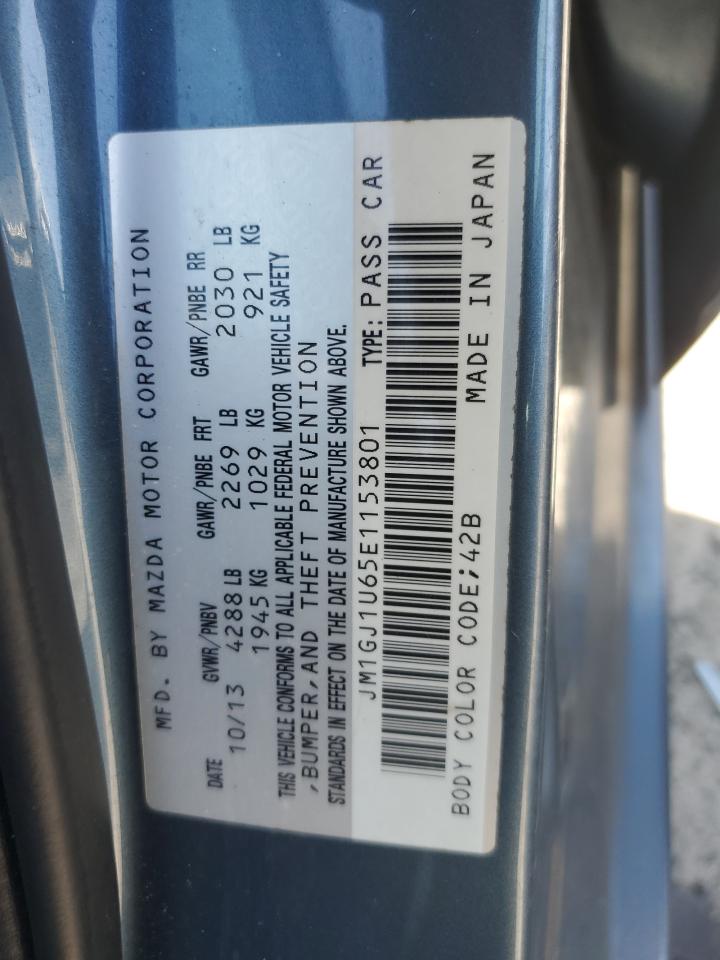 MFD. BY MAZDA MOTOR CORPORATION
DATE GVWR/PNBV GAWR/PNBE FRT GAWR/PNBE RR
10/13 4288 LB 2269 LB 2030 LB
1945 KG 1029 KG 921 KG
THIS VEHICLE CONFORMS TO ALL APPLICABLE FEDERAL MOTOR VEHICLE SAFETY
,BUMPER,AND THEFT PREVENTION
STANDARDS IN EFFECT ON THE DATE OF MANUFACTURE SHOWN ABOVE.
JM1GJ1U65E1153801 TYPE: PASS CAR
BODY COLOR CODE;42B MADE IN JAPAN